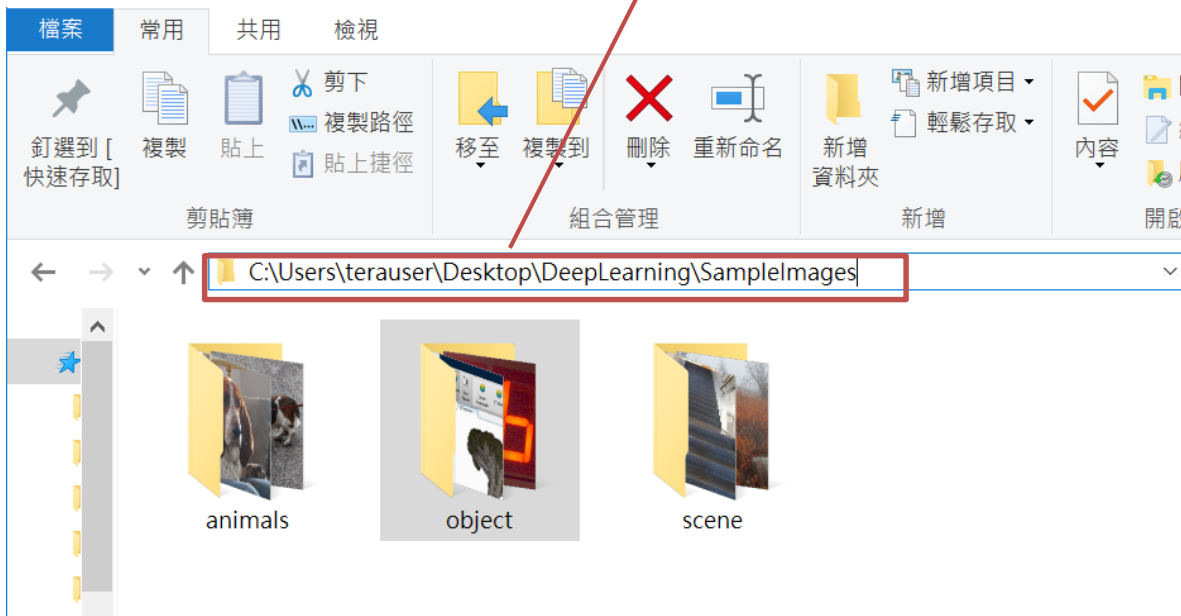 檔案 常用 共用 檢視
釘選到 [
快速存取]
複製
貼上
剪下
複製路徑
貼上捷徑
剪貼簿
移至
複製到
刪除
重新命名
組合管理
新增
資料夾
新增項目
輕鬆存取
新增
內容
開啟
C:\Users\terauser\Desktop\DeepLearning\SampleImages
animals object scene